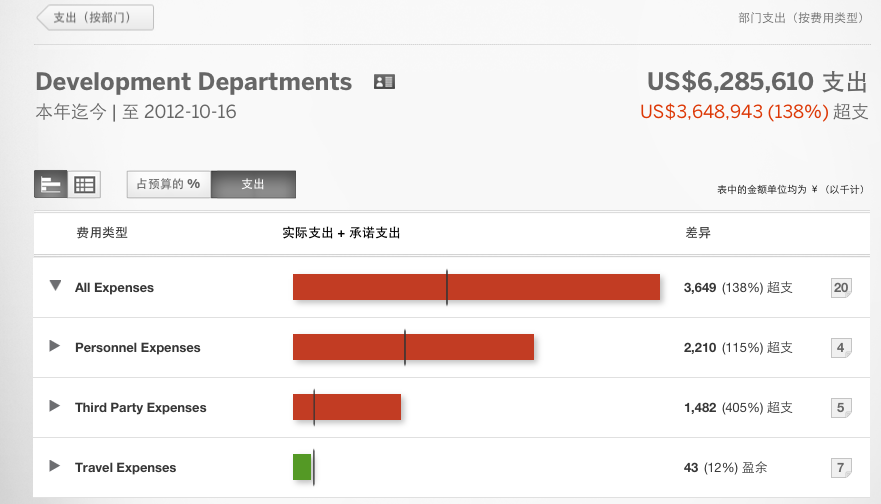 支出（按部门）
部门支出（按费用类型）
Development Departments
US$6,285,610 支出
本年迄今 | 至 2012-10-16
US$3,648,943 (138%) 超支
占预算的 % 支出
表中的金额单位均为 ￥（以千计）
费用类型 实际支出 + 承诺支出 差异
All Expenses 3,649 (138%) 超支 20
Personnel Expenses 2,210 (115%) 超支 4
Third Party Expenses 1,482 (405%) 超支 5
Travel Expenses 43 (12%) 盈余 7